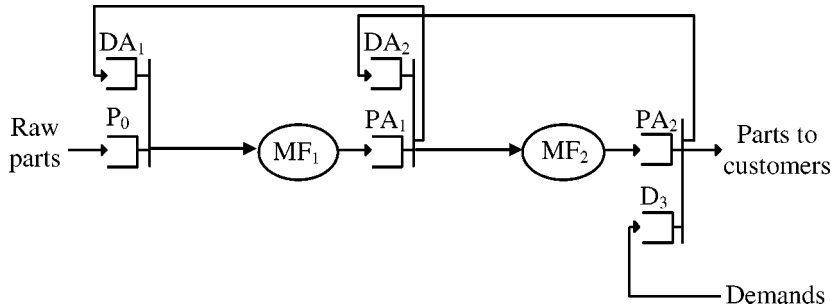 DA₁
DA₂
P₀
PA₁
PA₂
Raw
parts
MF₁
MF₂
Parts to
customers
D₃
Demands